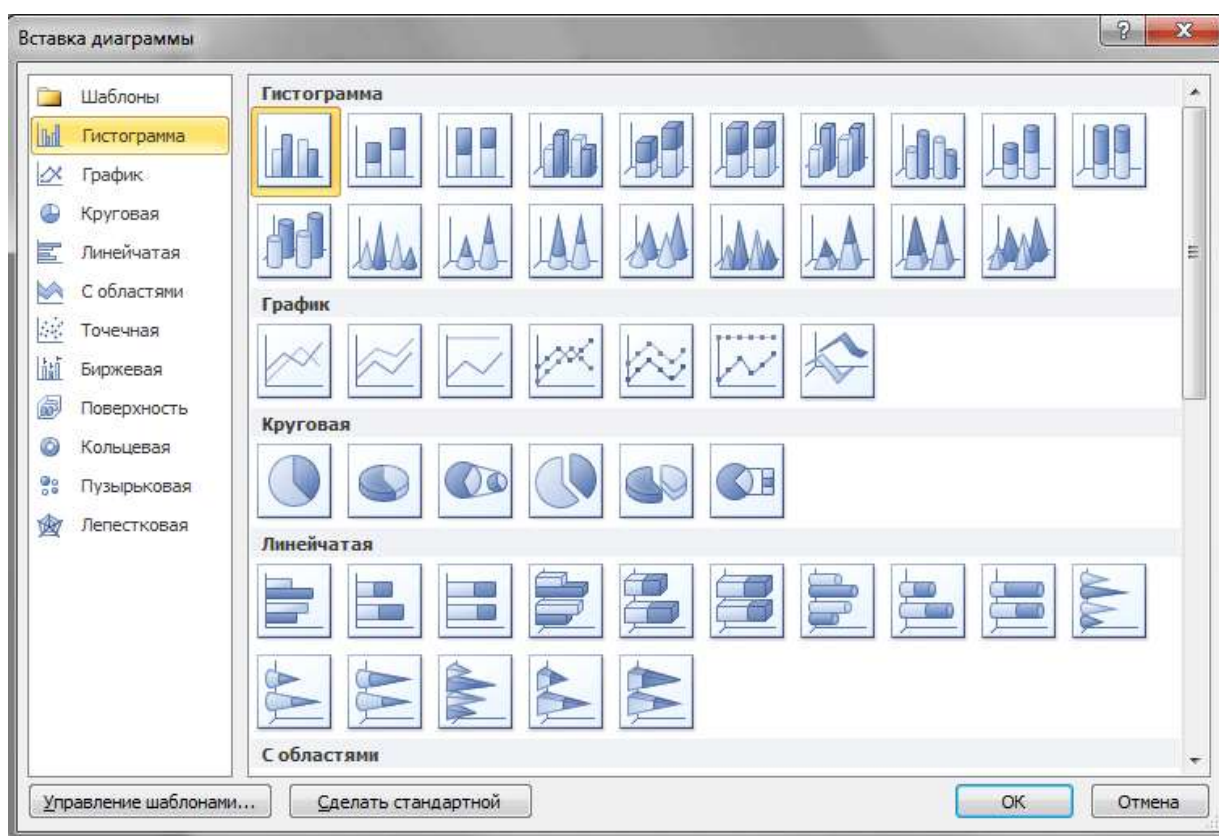 Вставка диаграммы
Шаблоны
Гистограмма
График
Круговая
Линейчатая
С областями
Точечная
Биржевая
Поверхность
Кольцевая
Пузырьковая
Лепестковая
Гистограмма
График
Круговая
Линейчатая
С областями
Управление шаблонами...
Сделать стандартной
ОК
Отмена